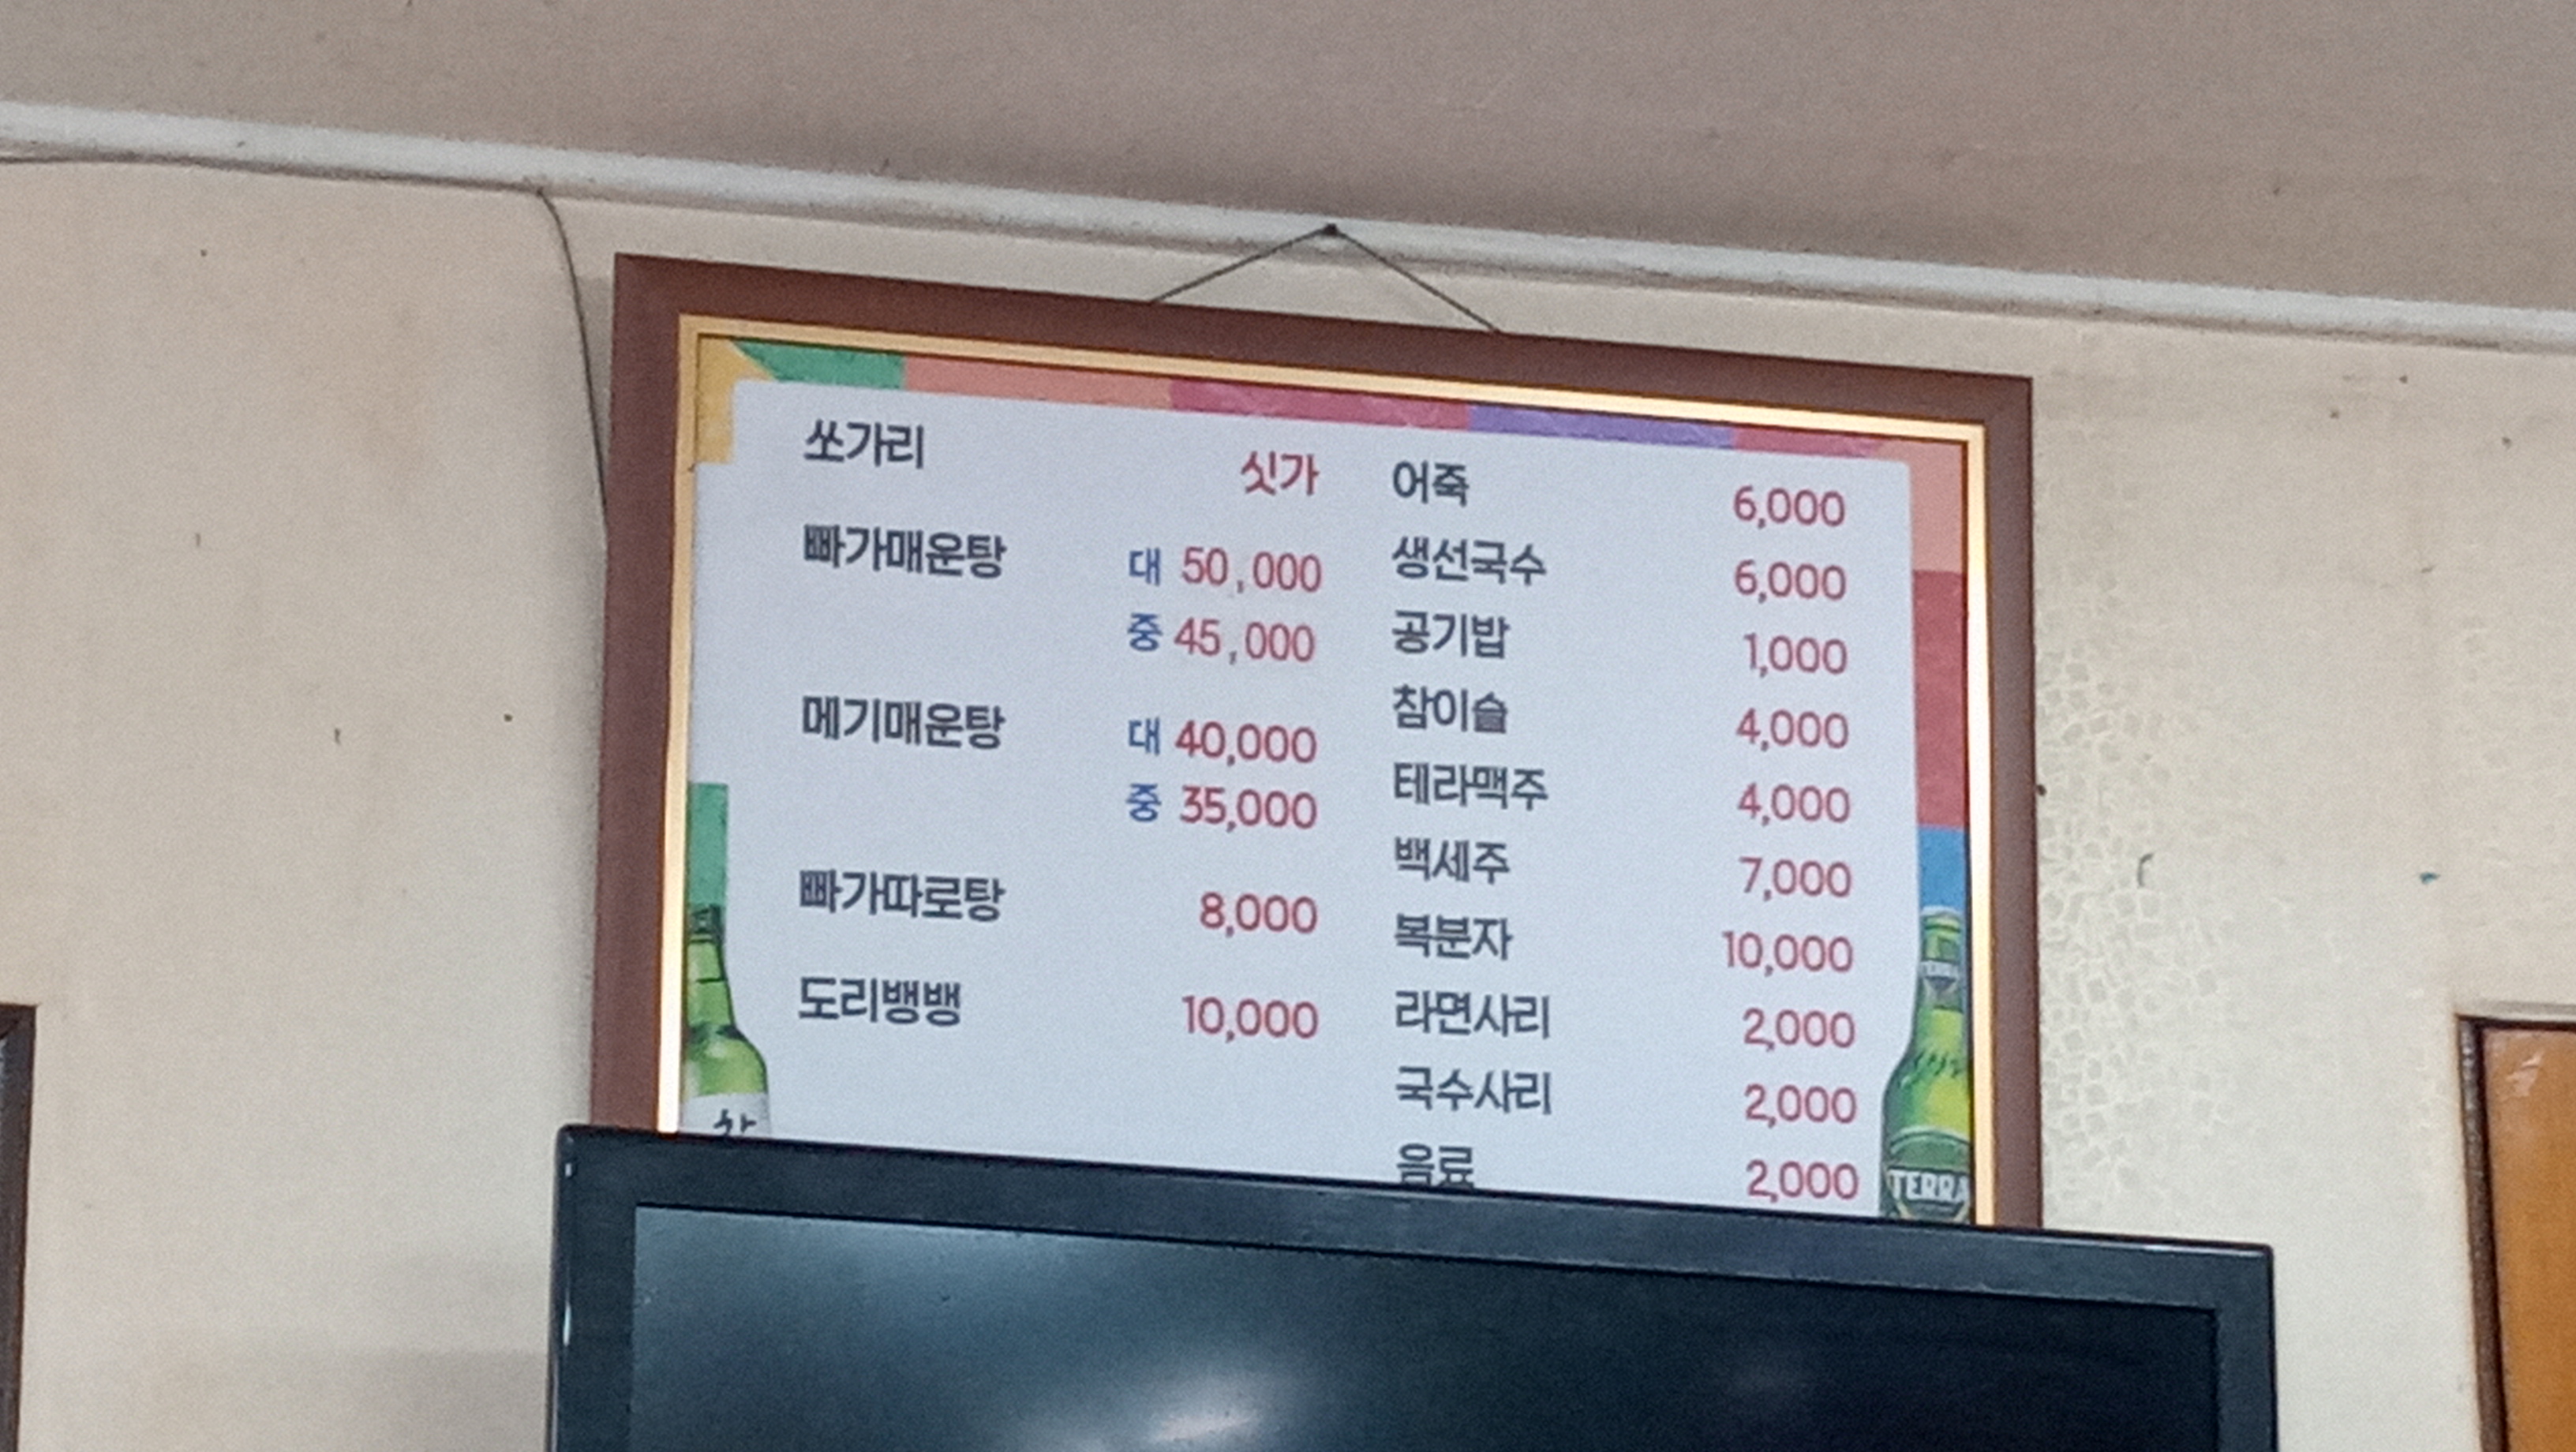 쏘가리 싯가
빠가매운탕 대 50,000
중 45,000
메기매운탕 대 40,000
중 35,000
빠가따로탕 8,000
도리뱅뱅 10,000
어죽 6,000
생선국수 6,000
공기밥 1,000
참이슬 4,000
테라맥주 4,000
백세주 7,000
복분자 10,000
라면사리 2,000
국수사리 2,000
음료 2,000
TERRA